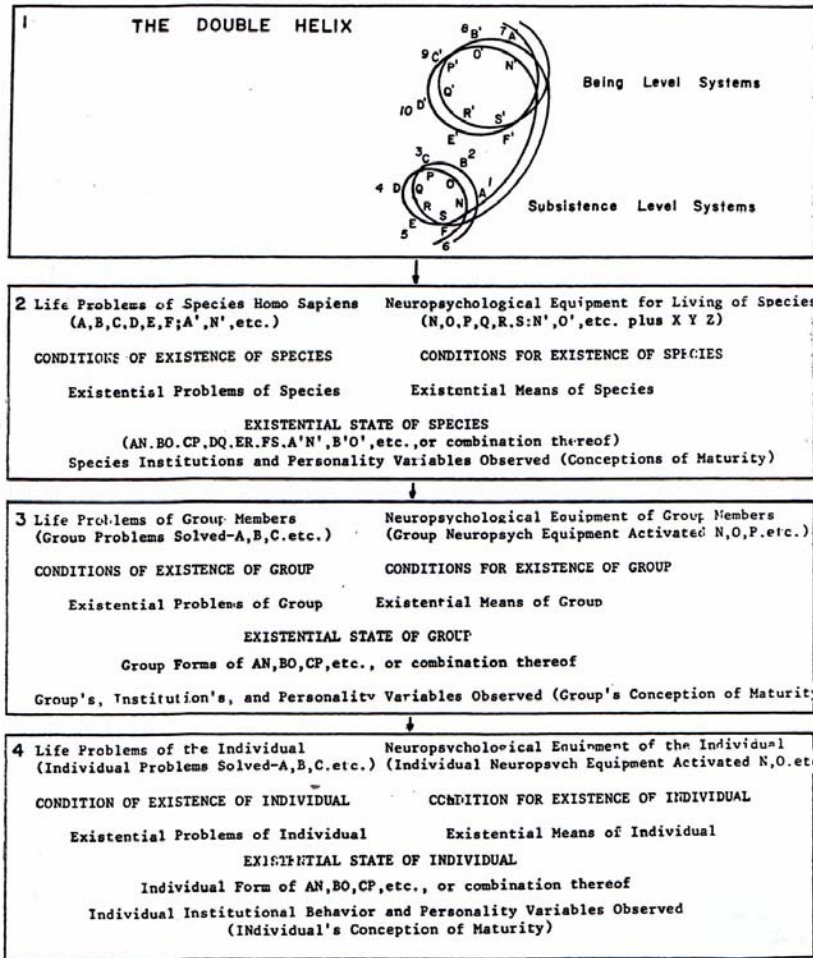 1 THE DOUBLE HELIX
8 B' 7 A'
O'
9 C' P' N'
Q'
Being Level Systems
10 D'
R' S'
E' F'
3 C B 2
P
4 D Q O A 1
R N
Subsistence Level Systems
S
5 E F
6
2 Life Problems of Species Homo Sapiens Neuropsychological Equipment for Living of Species
(A,B,C,D,E,F;A',N',etc.) (N,O,P,Q,R,S:N',O',etc. plus X Y Z)
CONDITIONS OF EXISTENCE OF SPECIES CONDITIONS FOR EXISTENCE OF SPECIES
Existential Problems of Species Existential Means of Species
EXISTENTIAL STATE OF SPECIES
(AN.BO.CP.DQ.ER.FS.A'N',B'O',etc.,or combination thereof)
Species Institutions and Personality Variables Observed (Conceptions of Maturity)
3 Life Problems of Group Members Neuropsychological Equipment of Group Members
(Group Problems Solved-A,B,C.etc.) (Group Neuropsych Equipment Activated N,O,P.etc.)
CONDITIONS OF EXISTENCE OF GROUP CONDITIONS FOR EXISTENCE OF GROUP
Existential Problems of Group Existential Means of Group
EXISTENTIAL STATE OF GROUP
Group Forms of AN,BO,CP,etc., or combination thereof
Group's, Institution's, and Personality Variables Observed (Group's Conception of Maturity
4 Life Problems of the Individual Neuropsychological Equipment of the Individual
(Individual Problems Solved-A,B,C.etc.) (Individual Neuropsych Equipment Activated N,O.etc
CONDITION OF EXISTENCE OF INDIVIDUAL CONDITION FOR EXISTENCE OF INDIVIDUAL
Existential Problems of Individual Existential Means of Individual
EXISTENTIAL STATE OF INDIVIDUAL
Individual Form of AN,BO,CP,etc., or combination thereof
Individual Institutional Behavior and Personality Variables Observed
(INdividual's Conception of Maturity)